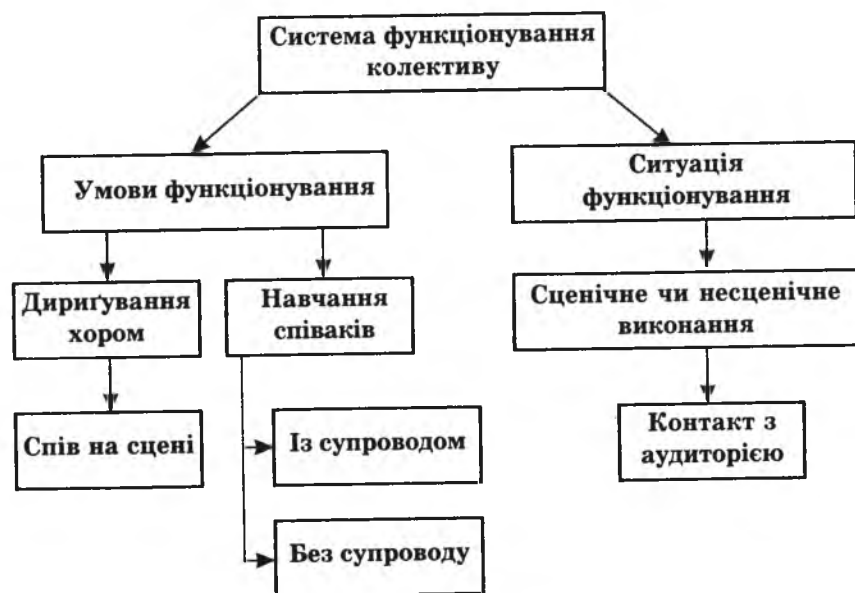 Система функціонування
колективу
Умови функціонування
Ситуація
функціонування
Дириґування
хором
Навчання
співаків
Сценічне чи несценічне
виконання
Спів на сцені
Із супроводом
Контакт з
аудиторією
Без супроводу